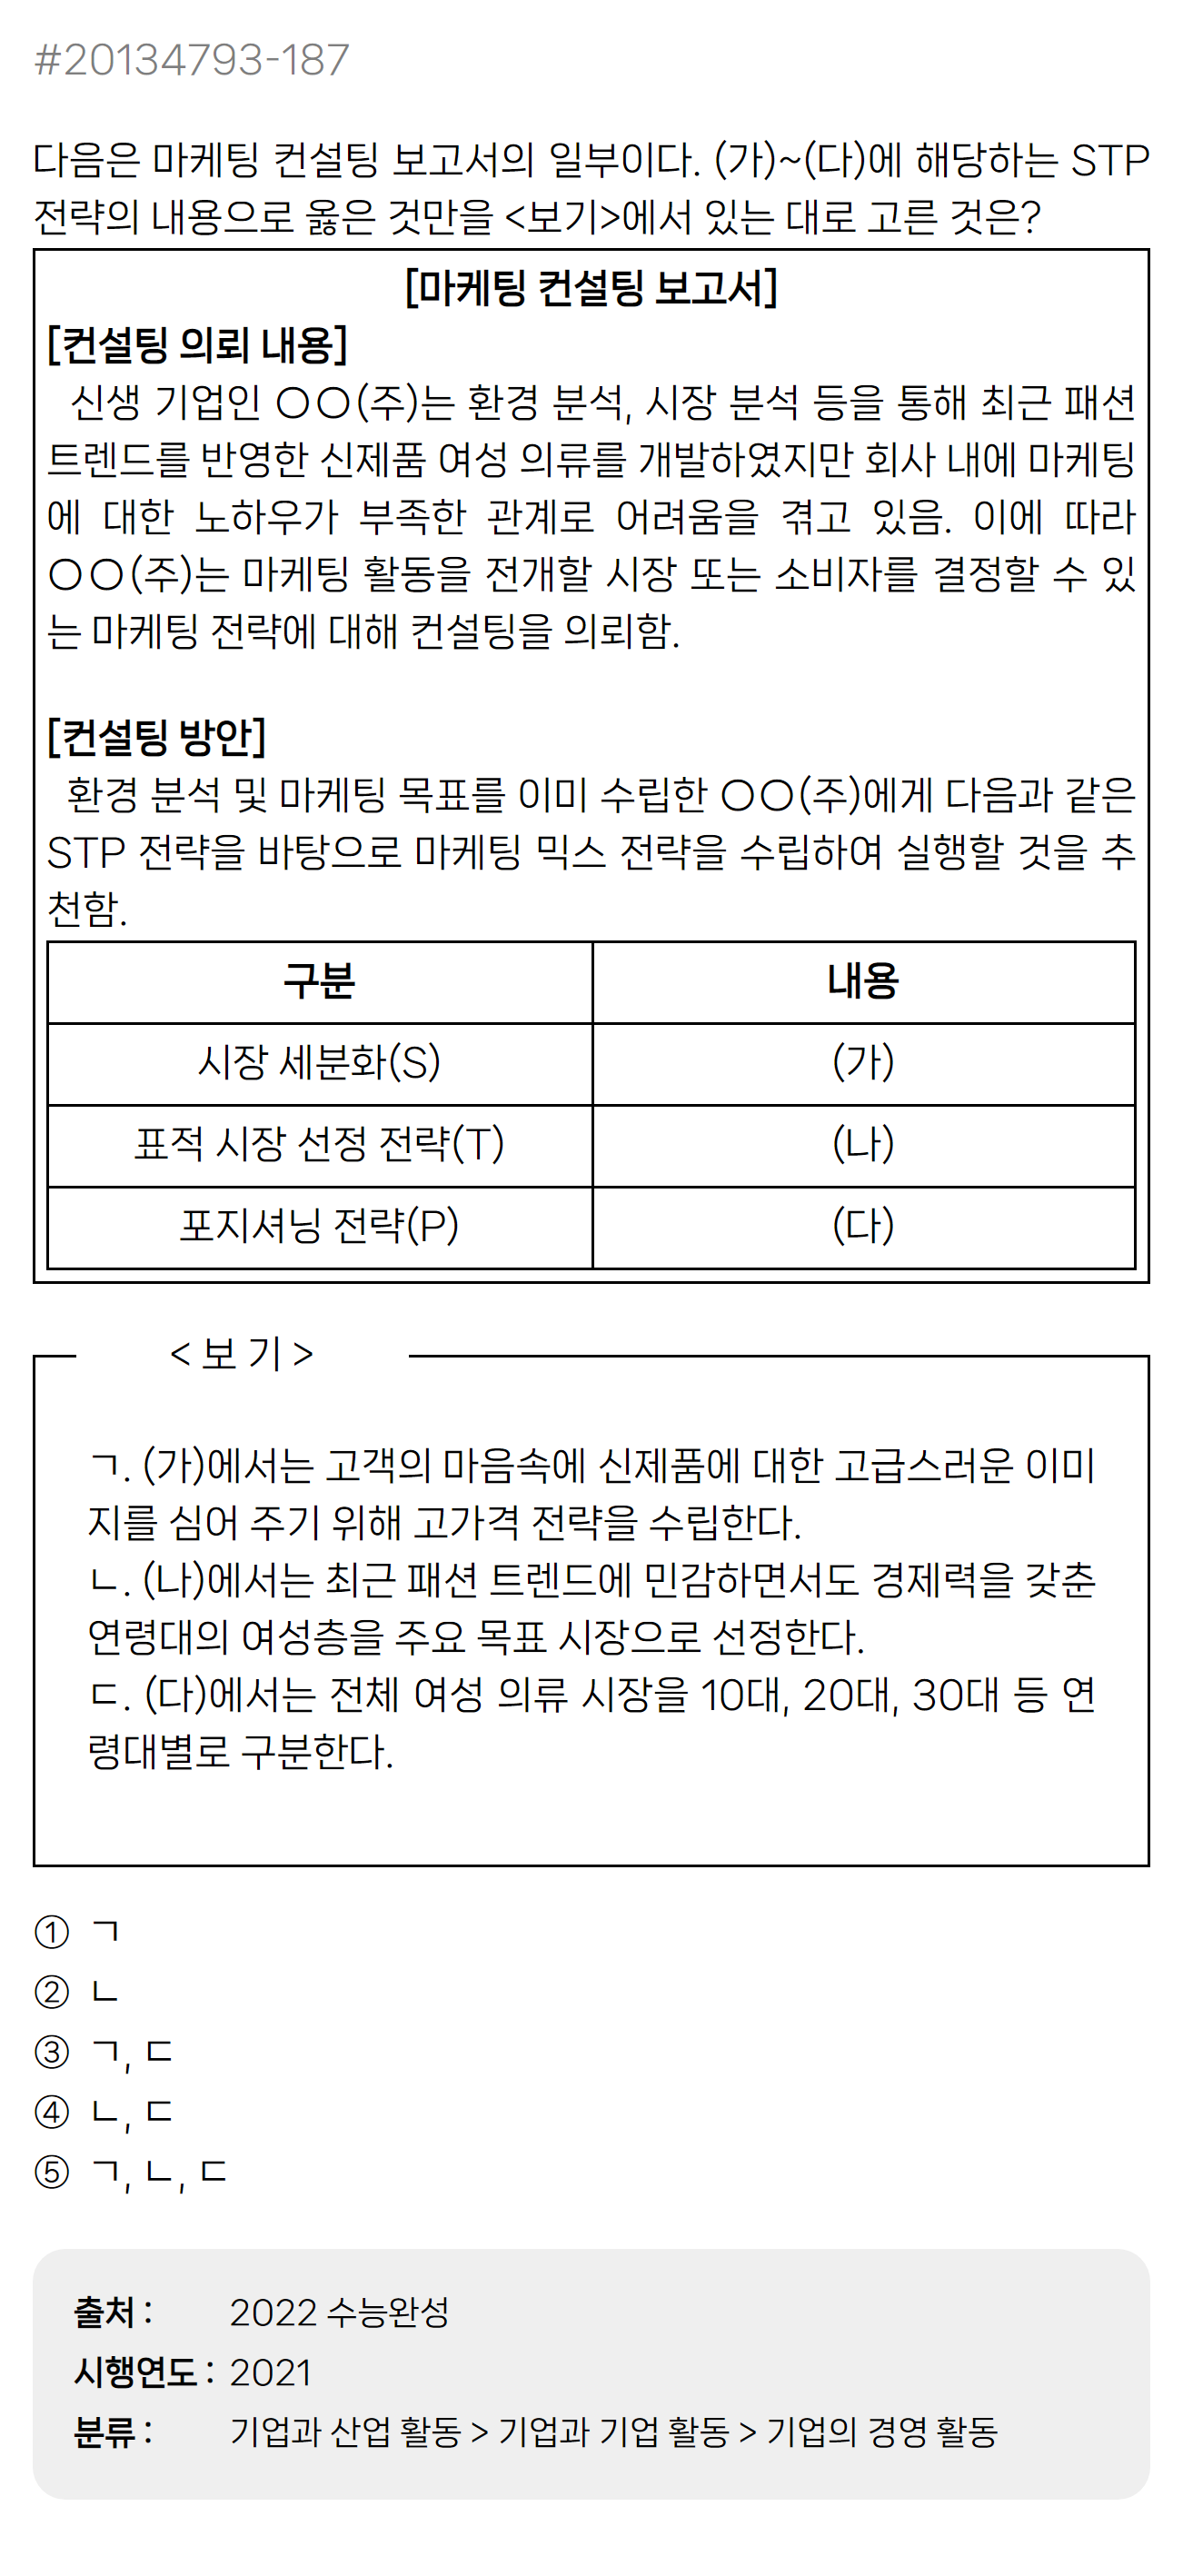 #20134793-187
다음은 마케팅 컨설팅 보고서의 일부이다. (가)~(다)에 해당하는 STP
전략의 내용으로 옳은 것만을 <보기>에서 있는 대로 고른 것은?
[마케팅 컨설팅 보고서]
[컨설팅 의뢰 내용]
신생 기업인 ○○(주)는 환경 분석, 시장 분석 등을 통해 최근 패션
트렌드를 반영한 신제품 여성 의류를 개발하였지만 회사 내에 마케팅
에 대한 노하우가 부족한 관계로 어려움을 겪고 있음. 이에 따라
○○(주)는 마케팅 활동을 전개할 시장 또는 소비자를 결정할 수 있
는 마케팅 전략에 대해 컨설팅을 의뢰함.
[컨설팅 방안]
환경 분석 및 마케팅 목표를 이미 수립한 ○○(주)에게 다음과 같은
STP 전략을 바탕으로 마케팅 믹스 전략을 수립하여 실행할 것을 추
천함.
구분 내용
시장 세분화(S) (가)
표적 시장 선정 전략(T) (나)
포지셔닝 전략(P) (다)
< 보 기 >
ㄱ. (가)에서는 고객의 마음속에 신제품에 대한 고급스러운 이미
지를 심어 주기 위해 고가격 전략을 수립한다.
ㄴ. (나)에서는 최근 패션 트렌드에 민감하면서도 경제력을 갖춘
연령대의 여성층을 주요 목표 시장으로 선정한다.
ㄷ. (다)에서는 전체 여성 의류 시장을 10대, 20대, 30대 등 연
령대별로 구분한다.
① ㄱ
② ㄴ
③ ㄱ, ㄷ
④ ㄴ, ㄷ
⑤ ㄱ, ㄴ, ㄷ
출처 : 2022 수능완성
시행연도 : 2021
분류 : 기업과 산업 활동 > 기업과 기업 활동 > 기업의 경영 활동